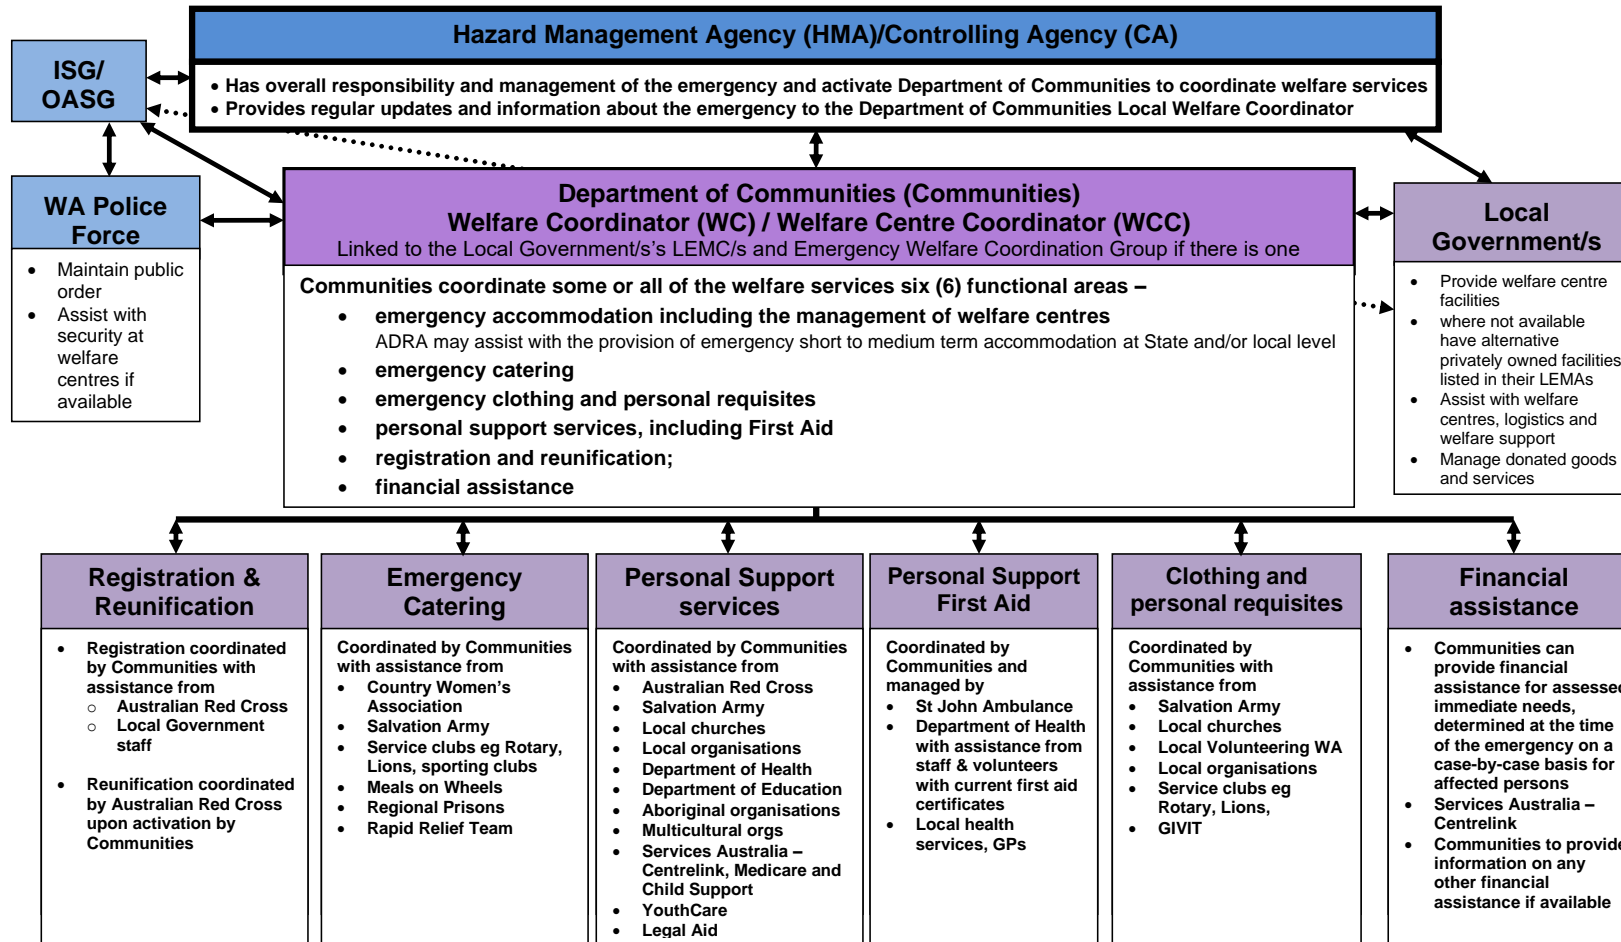 Hazard Management Agency (HMA)/Controlling Agency (CA)
• Has overall responsibility and management of the emergency and activate Department of Communities to coordinate welfare services
• Provides regular updates and information about the emergency to the Department of Communities Local Welfare Coordinator
ISG/
OASG
WA Police
Force
• Maintain public
order
• Assist with
security at
welfare
centres if
available
Department of Communities (Communities)
Welfare Coordinator (WC) / Welfare Centre Coordinator (WCC)
Linked to the Local Government/s's LEMC/s and Emergency Welfare Coordination Group if there is one
Communities coordinate some or all of the welfare services six (6) functional areas –
• emergency accommodation including the management of welfare centres
ADRA may assist with the provision of emergency short to medium term accommodation at State and/or local level
• emergency catering
• emergency clothing and personal requisites
• personal support services, including First Aid
• registration and reunification;
• financial assistance
Local
Government/s
• Provide welfare centre
facilities
• where not available
have alternative
privately owned facilities
listed in their LEMAs
• Assist with welfare
centres, logistics and
welfare support
• Manage donated goods
and services
Registration &
Reunification
• Registration coordinated
by Communities with
assistance from
o Australian Red Cross
o Local Government
staff
• Reunification coordinated
by Australian Red Cross
upon activation by
Communities
Emergency
Catering
Coordinated by Communities
with assistance from
• Country Women's
Association
• Salvation Army
• Service clubs eg Rotary,
Lions, sporting clubs
• Meals on Wheels
• Regional Prisons
• Rapid Relief Team
Personal Support
services
Coordinated by Communities
with assistance from
• Australian Red Cross
• Salvation Army
• Local churches
• Local organisations
• Department of Health
• Department of Education
• Aboriginal organisations
• Multicultural orgs
• Services Australia –
Centrelink, Medicare and
Child Support
• YouthCare
• Legal Aid
Personal Support
First Aid
Coordinated by
Communities and
managed by
• St John Ambulance
• Department of Health
with assistance from
staff & volunteers
with current first aid
certificates
• Local health
services, GPs
Clothing and
personal requisites
Coordinated by
Communities with
assistance from
• Salvation Army
• Local churches
• Local Volunteering WA
• Local organisations
• Service clubs eg
Rotary, Lions,
• GIVIT
Financial
assistance
• Communities can
provide financial
assistance for assessed
immediate needs,
determined at the time
of the emergency on a
case-by-case basis for
affected persons
• Services Australia –
Centrelink
• Communities to provide
information on any
other financial
assistance if available